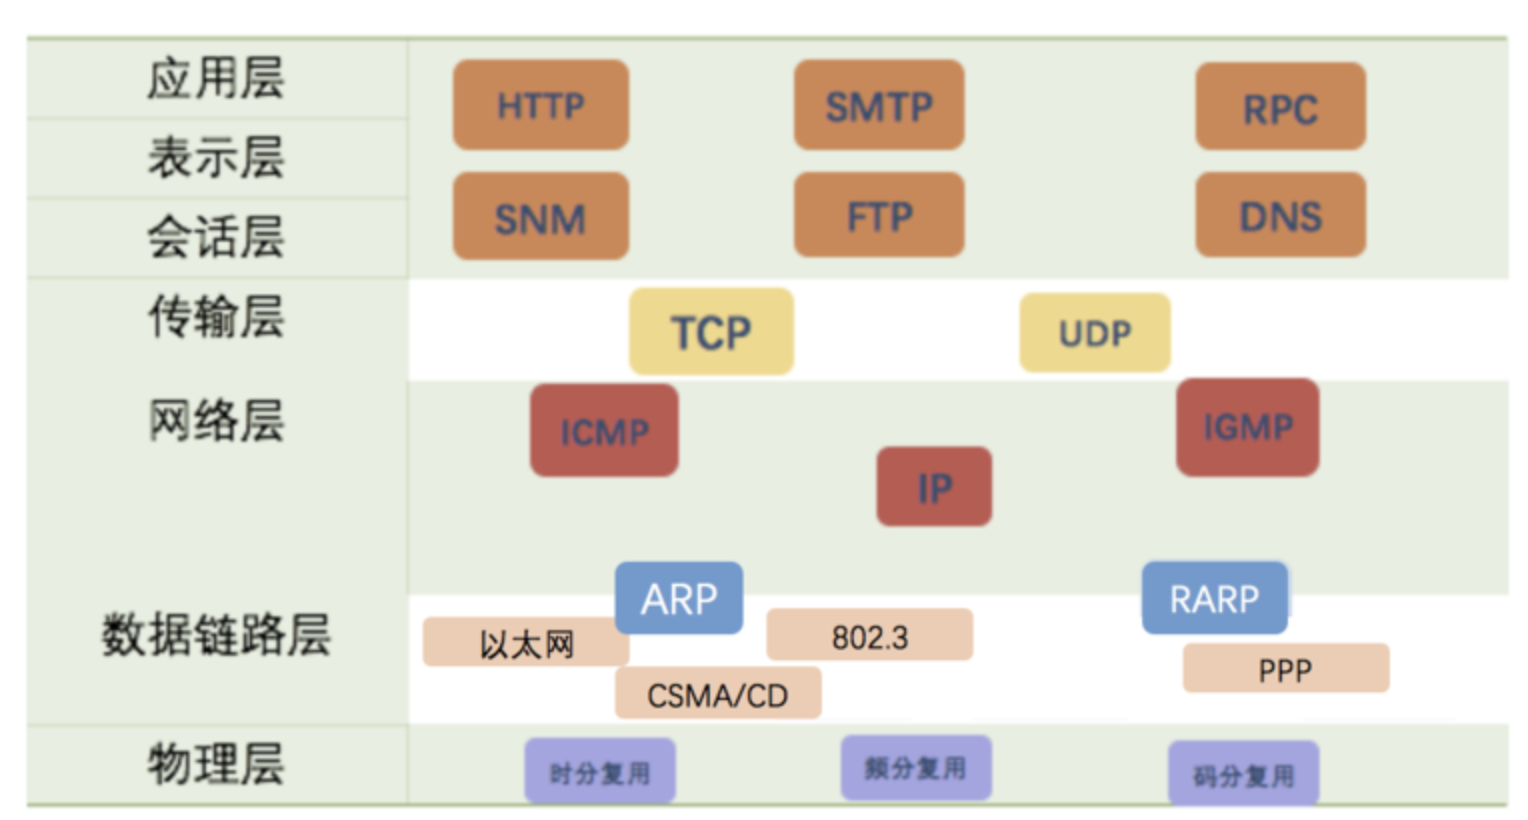 应用层
HTTP
SMTP
RPC
表示层
会话层
SNM
FTP
DNS
传输层
TCP
UDP
网络层
ICMP
IGMP
IP
数据链路层
ARP
RARP
以太网
802.3
PPP
CSMA/CD
物理层
时分复用
频分复用
码分复用